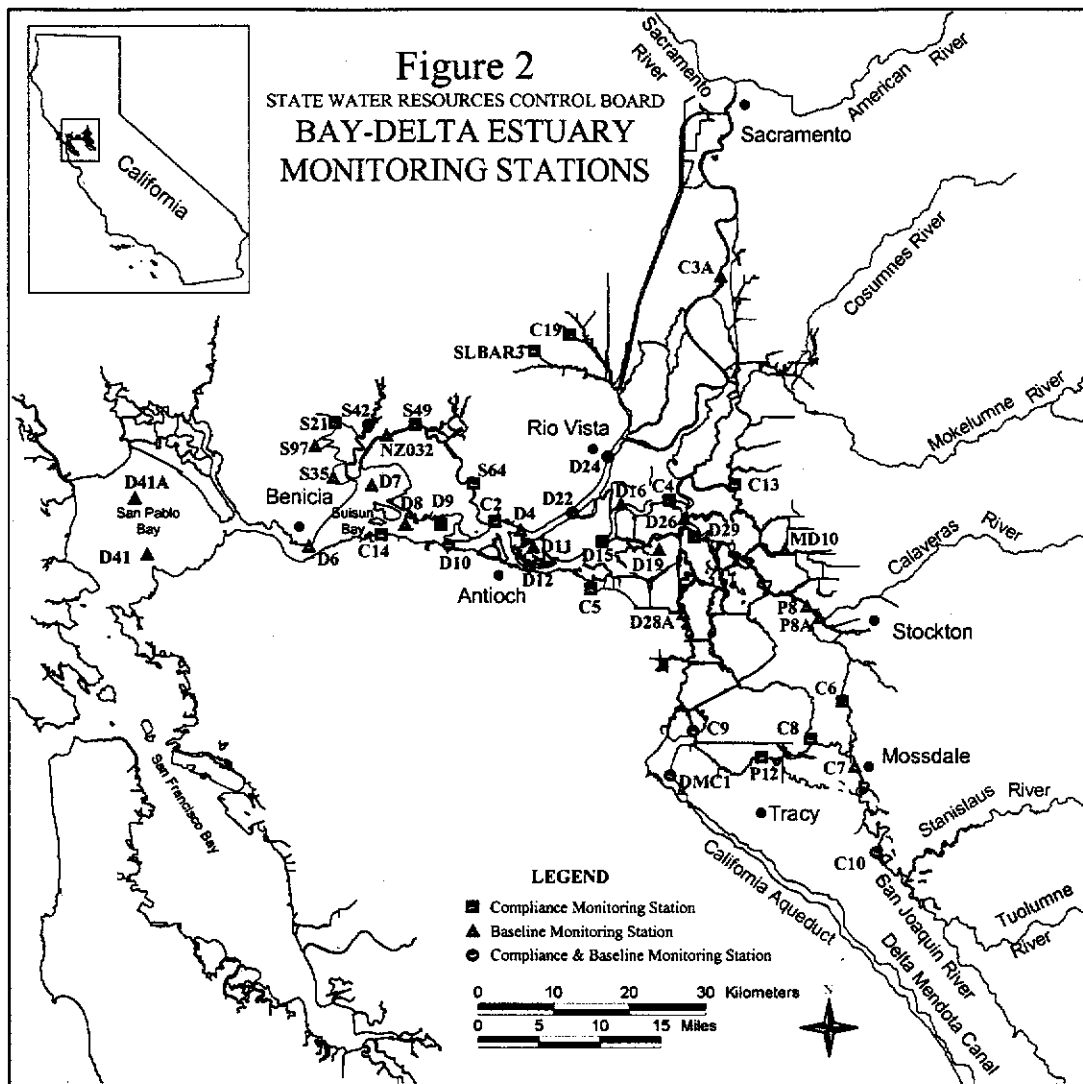 Figure 2
STATE WATER RESOURCES CONTROL BOARD
BAY-DELTA ESTUARY
MONITORING STATIONS
California
Sacramento
River
American River
Sacramento
Cosumnes River
Mokelumne River
Calaveras River
C3A
C19
SLBAR3
S21
S42
S49
S97
NZ032
Rio Vista
D24
S35
D7
S64
D41A
San Pablo
Bay
Benicia
Suisun
Bay
D8
D9
C2
D4
D22
D16
C4
C13
D26
D29
MD10
D41
D6
C14
D10
D11
D15
D19
D12
Antioch
C5
D28A
P8
P8A
Stockton
C6
C9
C8
San Francisco Bay
DMC1
P12
C7
Mossdale
Tracy
Stanislaus River
C10
California Aqueduct
San Joaquin River
Delta Mendota Canal
Tuolumne
River
LEGEND
Compliance Monitoring Station
Baseline Monitoring Station
Compliance & Baseline Monitoring Station
0 10 20 30 Kilometers
0 5 10 15 Miles
N